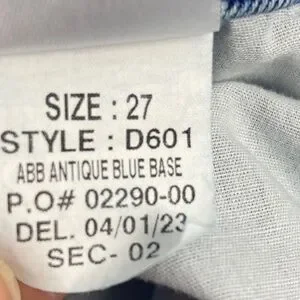 SIZE : 27
STYLE : D601
ABB ANTIQUE BLUE BASE
P.O# 02290-00
DEL. 04/01/23
SEC- 02